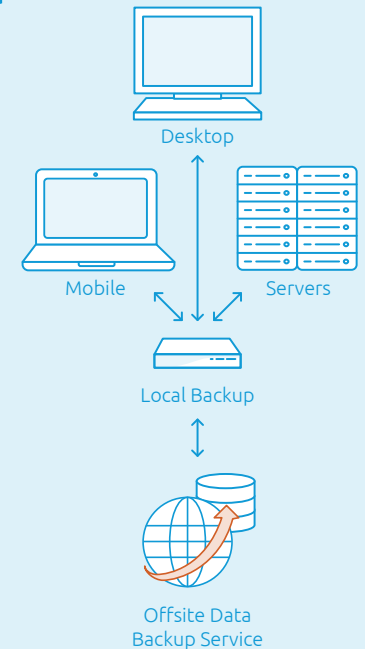 Desktop
Mobile
Servers
Local Backup
Offsite Data
Backup Service